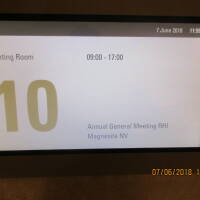 7 June 2018
eting Room
09:00 - 17:00
10
Annual General Meeting RHI
Magnesita NV
07/06/2018 1